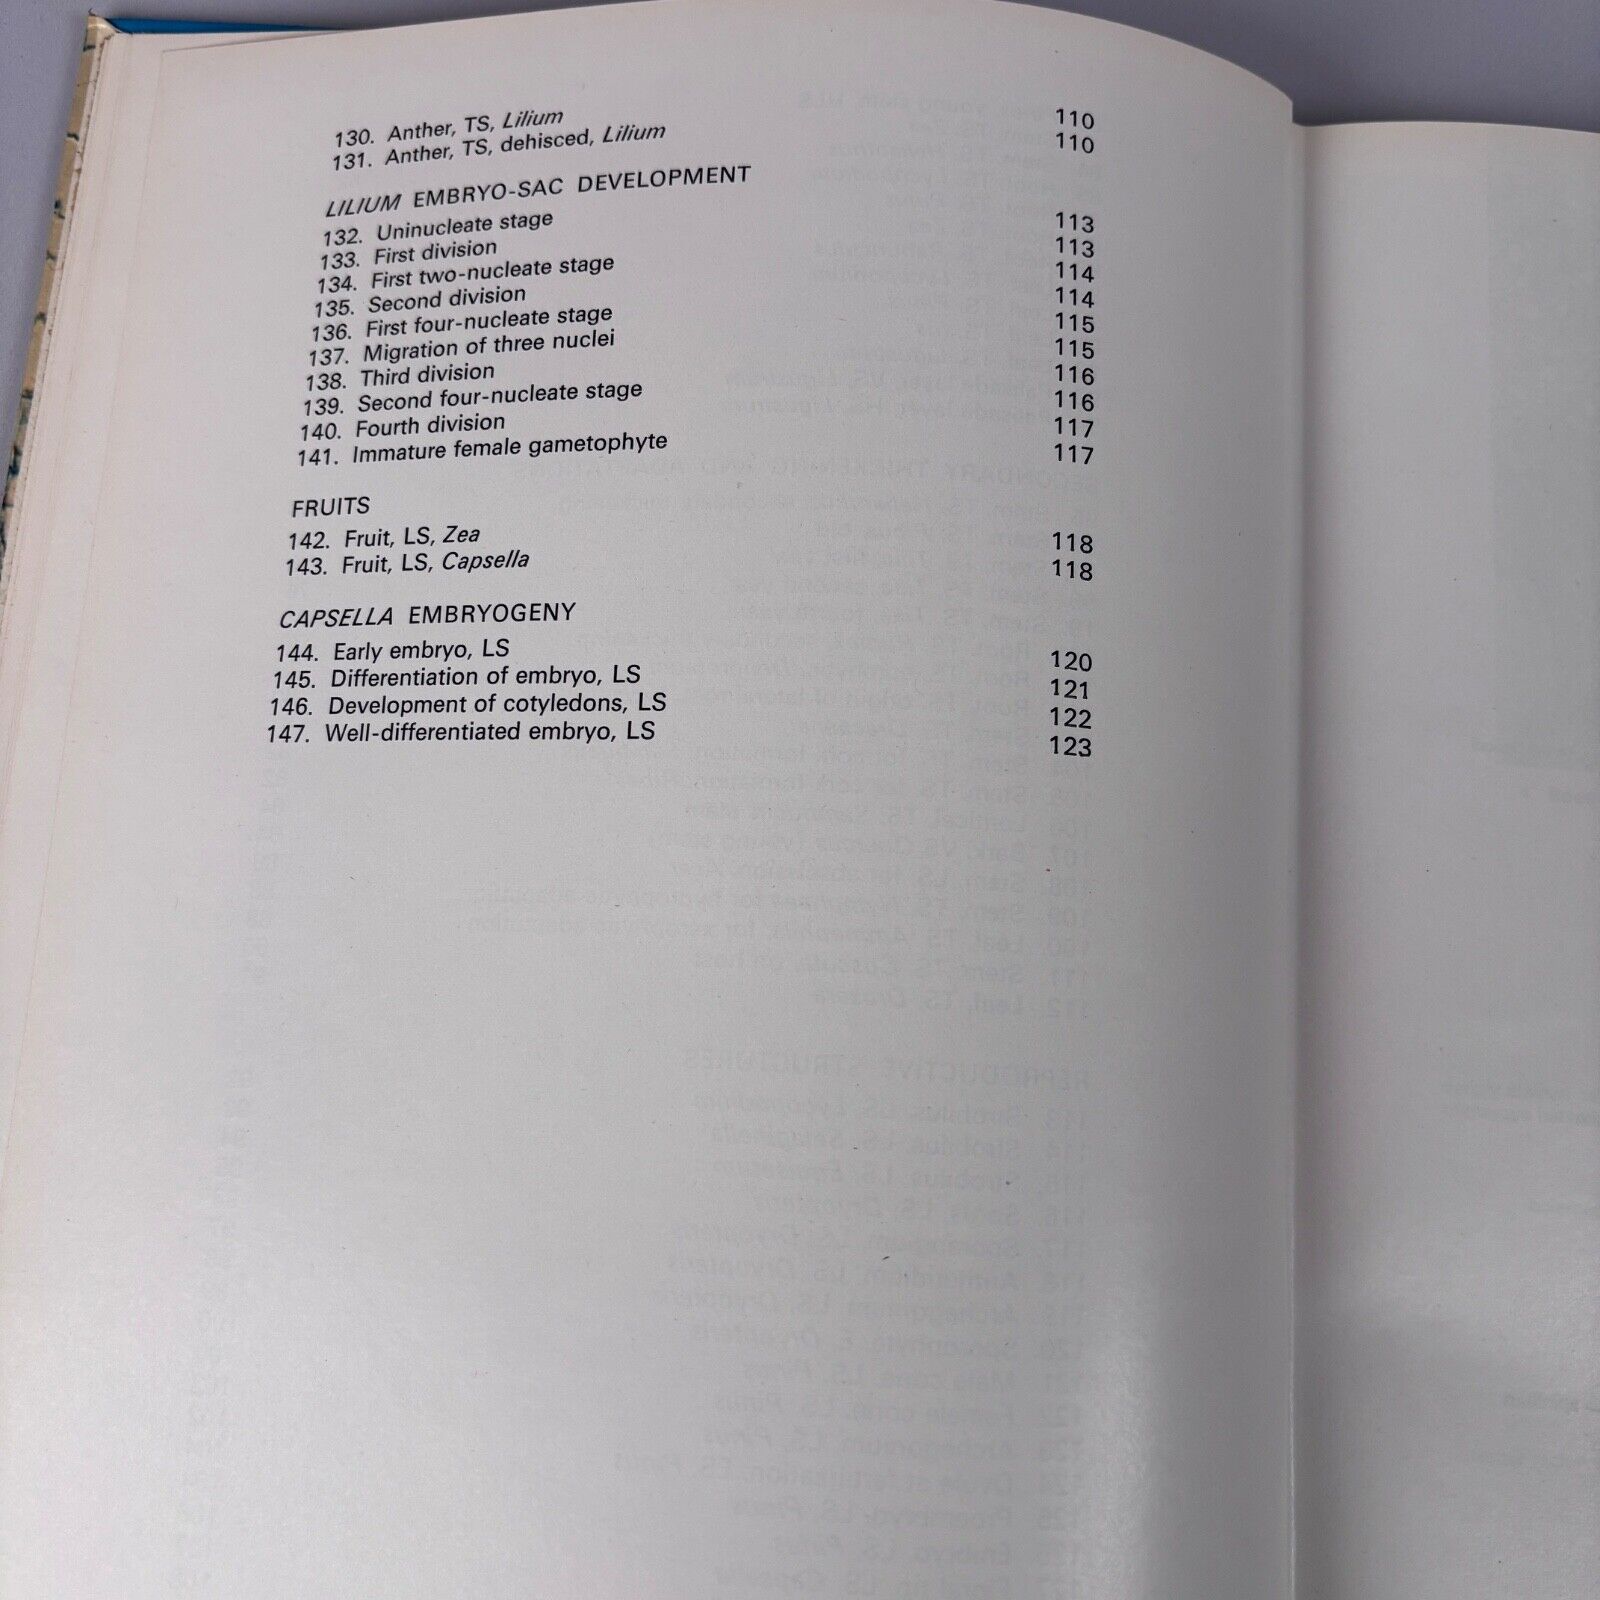 130. Anther, TS, Lilium 110
131. Anther, TS, dehisced, Lilium 110
LILIUM EMBRYO-SAC DEVELOPMENT
132. Uninucleate stage 113
133. First division 113
134. First two-nucleate stage 114
135. Second division 114
136. First four-nucleate stage 115
137. Migration of three nuclei 115
138. Third division 116
139. Second four-nucleate stage 116
140. Fourth division 117
141. Immature female gametophyte 117
FRUITS
142. Fruit, LS, Zea 118
143. Fruit, LS, Capsella 118
CAPSELLA EMBRYOGENY
144. Early embryo, LS 120
145. Differentiation of embryo, LS 121
146. Development of cotyledons, LS 122
147. Well-differentiated embryo, LS 123